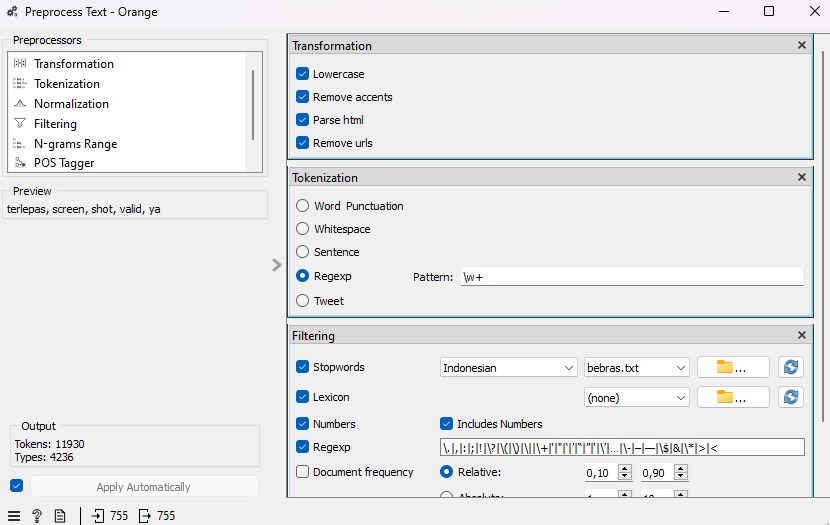 Preprocess Text - Orange
Preprocessors
Transformation
Tokenization
Normalization
Filtering
N-grams Range
POS Tagger
Preview
terlepas, screen, shot, valid, ya
Output
Tokens: 11930
Types: 4236
Apply Automatically
755 755
Transformation
Lowercase
Remove accents
Parse html
Remove urls
Tokenization
Word Punctuation
Whitespace
Sentence
Regexp Pattern: \w+
Tweet
Filtering
Stopwords Indonesian bebras.txt ...
Lexicon (none) ...
Numbers Includes Numbers
Regexp \.|,|:|;|!|\?|\(|\)|\||\+|'|"|‘|’|“|”|'|\’|…|\-|–|—|\$|&|\*|>|<
Document frequency Relative: 0,10 0,90